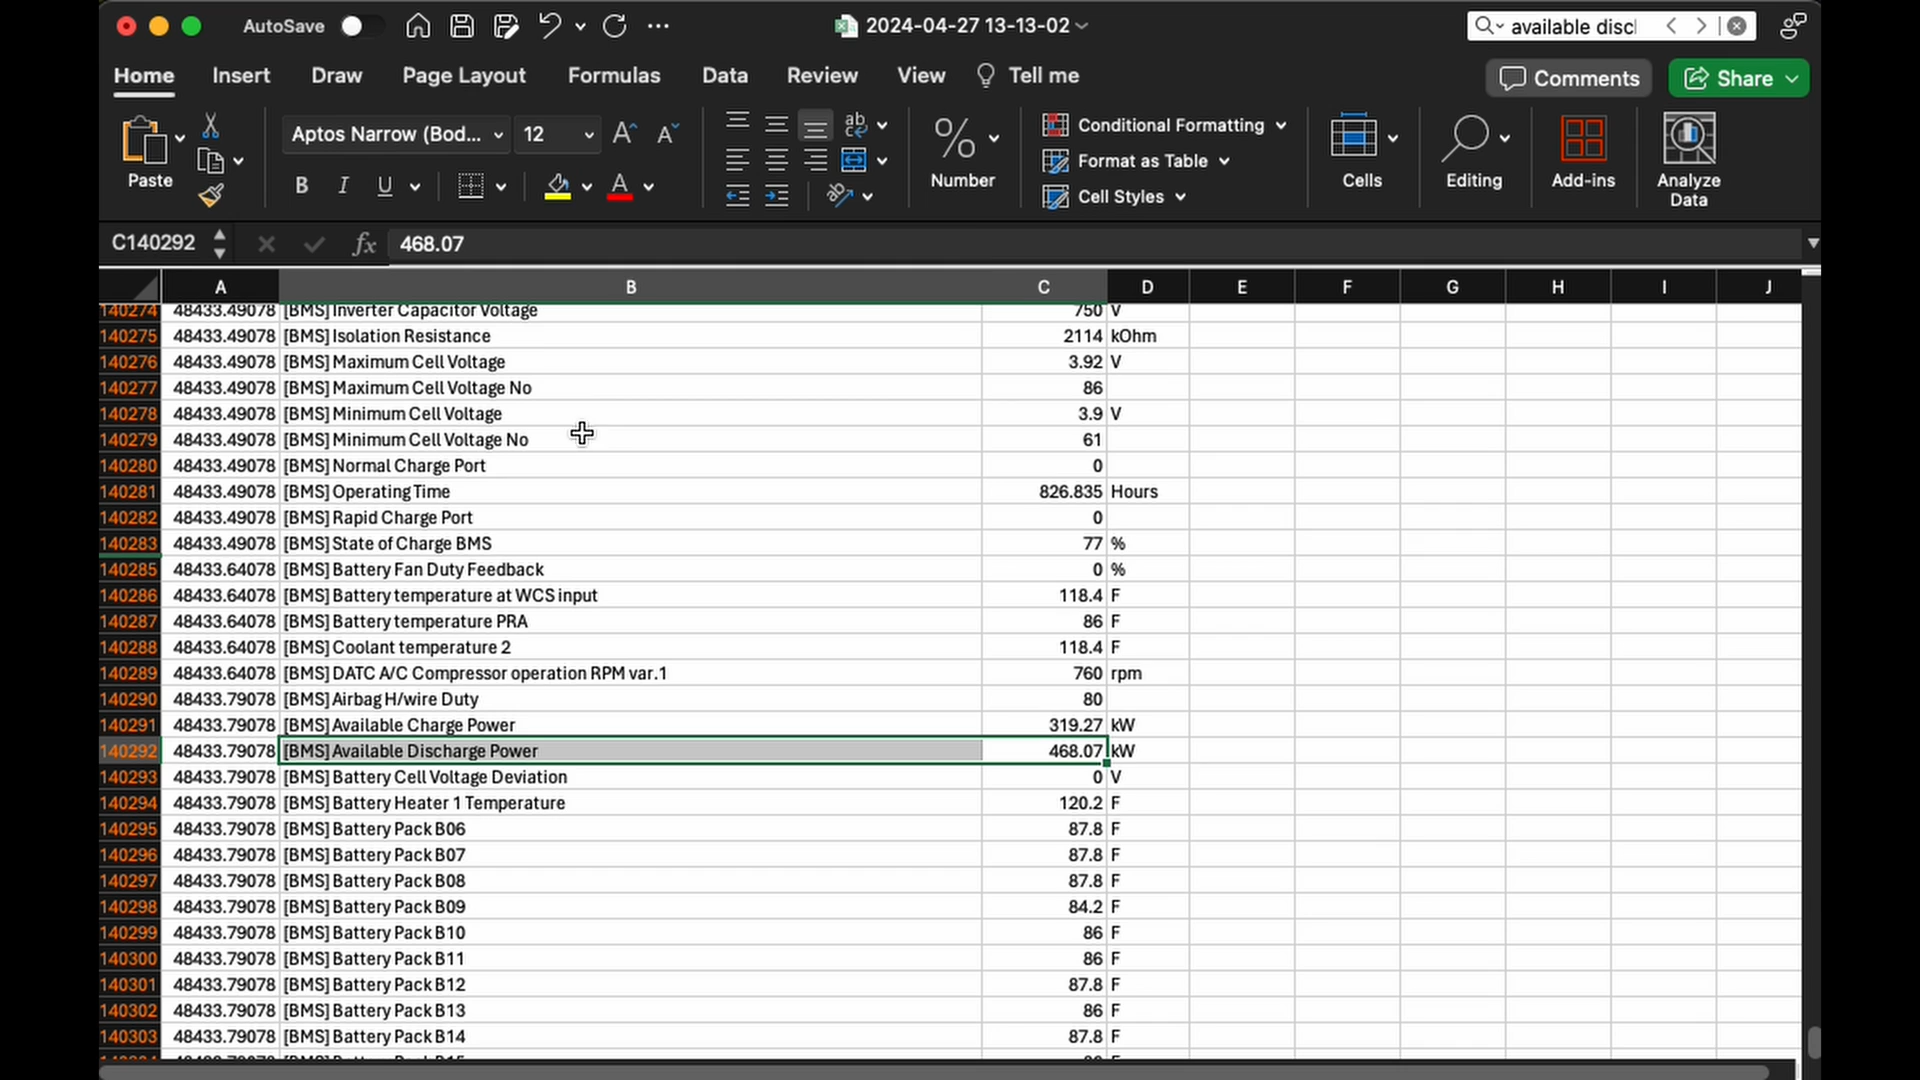 AutoSave
2024-04-27 13-13-02
available discl
Home Insert Draw Page Layout Formulas Data Review View Tell me
Comments Share
Paste
Aptos Narrow (Bod... 12
B I U A
ab
% Number
Conditional Formatting
Format as Table
Cell Styles
Cells
Editing
Add-ins
Analyze Data
C140292 fx 468.07
A B C D E F G H I J
140274 48433.49078 [BMS] Inverter Capacitor Voltage 750 V
140275 48433.49078 [BMS] Isolation Resistance 2114 kOhm
140276 48433.49078 [BMS] Maximum Cell Voltage 3.92 V
140277 48433.49078 [BMS] Maximum Cell Voltage No 86
140278 48433.49078 [BMS] Minimum Cell Voltage 3.9 V
140279 48433.49078 [BMS] Minimum Cell Voltage No 61
140280 48433.49078 [BMS] Normal Charge Port 0
140281 48433.49078 [BMS] Operating Time 826.835 Hours
140282 48433.49078 [BMS] Rapid Charge Port 0
140283 48433.49078 [BMS] State of Charge BMS 77 %
140285 48433.64078 [BMS] Battery Fan Duty Feedback 0 %
140286 48433.64078 [BMS] Battery temperature at WCS input 118.4 F
140287 48433.64078 [BMS] Battery temperature PRA 86 F
140288 48433.64078 [BMS] Coolant temperature 2 118.4 F
140289 48433.64078 [BMS] DATC A/C Compressor operation RPM var.1 760 rpm
140290 48433.79078 [BMS] Airbag H/wire Duty 80
140291 48433.79078 [BMS] Available Charge Power 319.27 kW
140292 48433.79078 [BMS] Available Discharge Power 468.07 kW
140293 48433.79078 [BMS] Battery Cell Voltage Deviation 0 V
140294 48433.79078 [BMS] Battery Heater 1 Temperature 120.2 F
140295 48433.79078 [BMS] Battery Pack B06 87.8 F
140296 48433.79078 [BMS] Battery Pack B07 87.8 F
140297 48433.79078 [BMS] Battery Pack B08 87.8 F
140298 48433.79078 [BMS] Battery Pack B09 84.2 F
140299 48433.79078 [BMS] Battery Pack B10 86 F
140300 48433.79078 [BMS] Battery Pack B11 86 F
140301 48433.79078 [BMS] Battery Pack B12 87.8 F
140302 48433.79078 [BMS] Battery Pack B13 86 F
140303 48433.79078 [BMS] Battery Pack B14 87.8 F